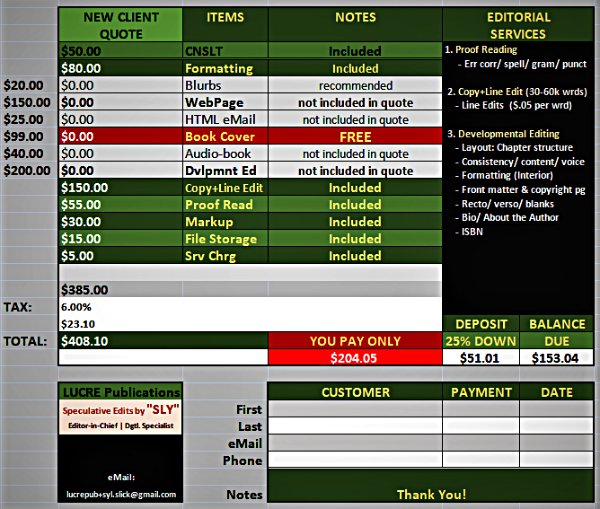 NEW CLIENT QUOTE ITEMS NOTES EDITORIAL SERVICES
$50.00 CNSLT Included
$80.00 Formatting Included
$20.00 $0.00 Blurbs recommended
$150.00 $0.00 WebPage not included in quote
$25.00 $0.00 HTML eMail not included in quote
$99.00 $0.00 Book Cover FREE
$40.00 $0.00 Audio-book not included in quote
$200.00 $0.00 Dvlpmnt Ed not included in quote
$150.00 Copy+Line Edit Included
$55.00 Proof Read Included
$30.00 Markup Included
$15.00 File Storage Included
$5.00 Srv Chrg Included
$385.00
TAX: 6.00%
$23.10
TOTAL: $408.10 YOU PAY ONLY
$204.05
1. Proof Reading
- Err corr/ spell/ gram/ punct
2. Copy+Line Edit (30-60k wrds)
- Line Edits ($.05 per wrd)
3. Developmental Editing
- Layout: Chapter structure
- Consistency/ content/ voice
- Formatting (Interior)
- Front matter & copyright pg
- Recto/ verso/ blanks
- Bio/ About the Author
- ISBN
DEPOSIT BALANCE
25% DOWN DUE
$51.01 $153.04
LUCRE Publications
Speculative Edits by "SLY"
Editor-in-Chief | Dgtl. Specialist
eMail:
lucrepub+syl.slick@gmail.com
CUSTOMER PAYMENT DATE
First
Last
eMail
Phone
Notes Thank You!